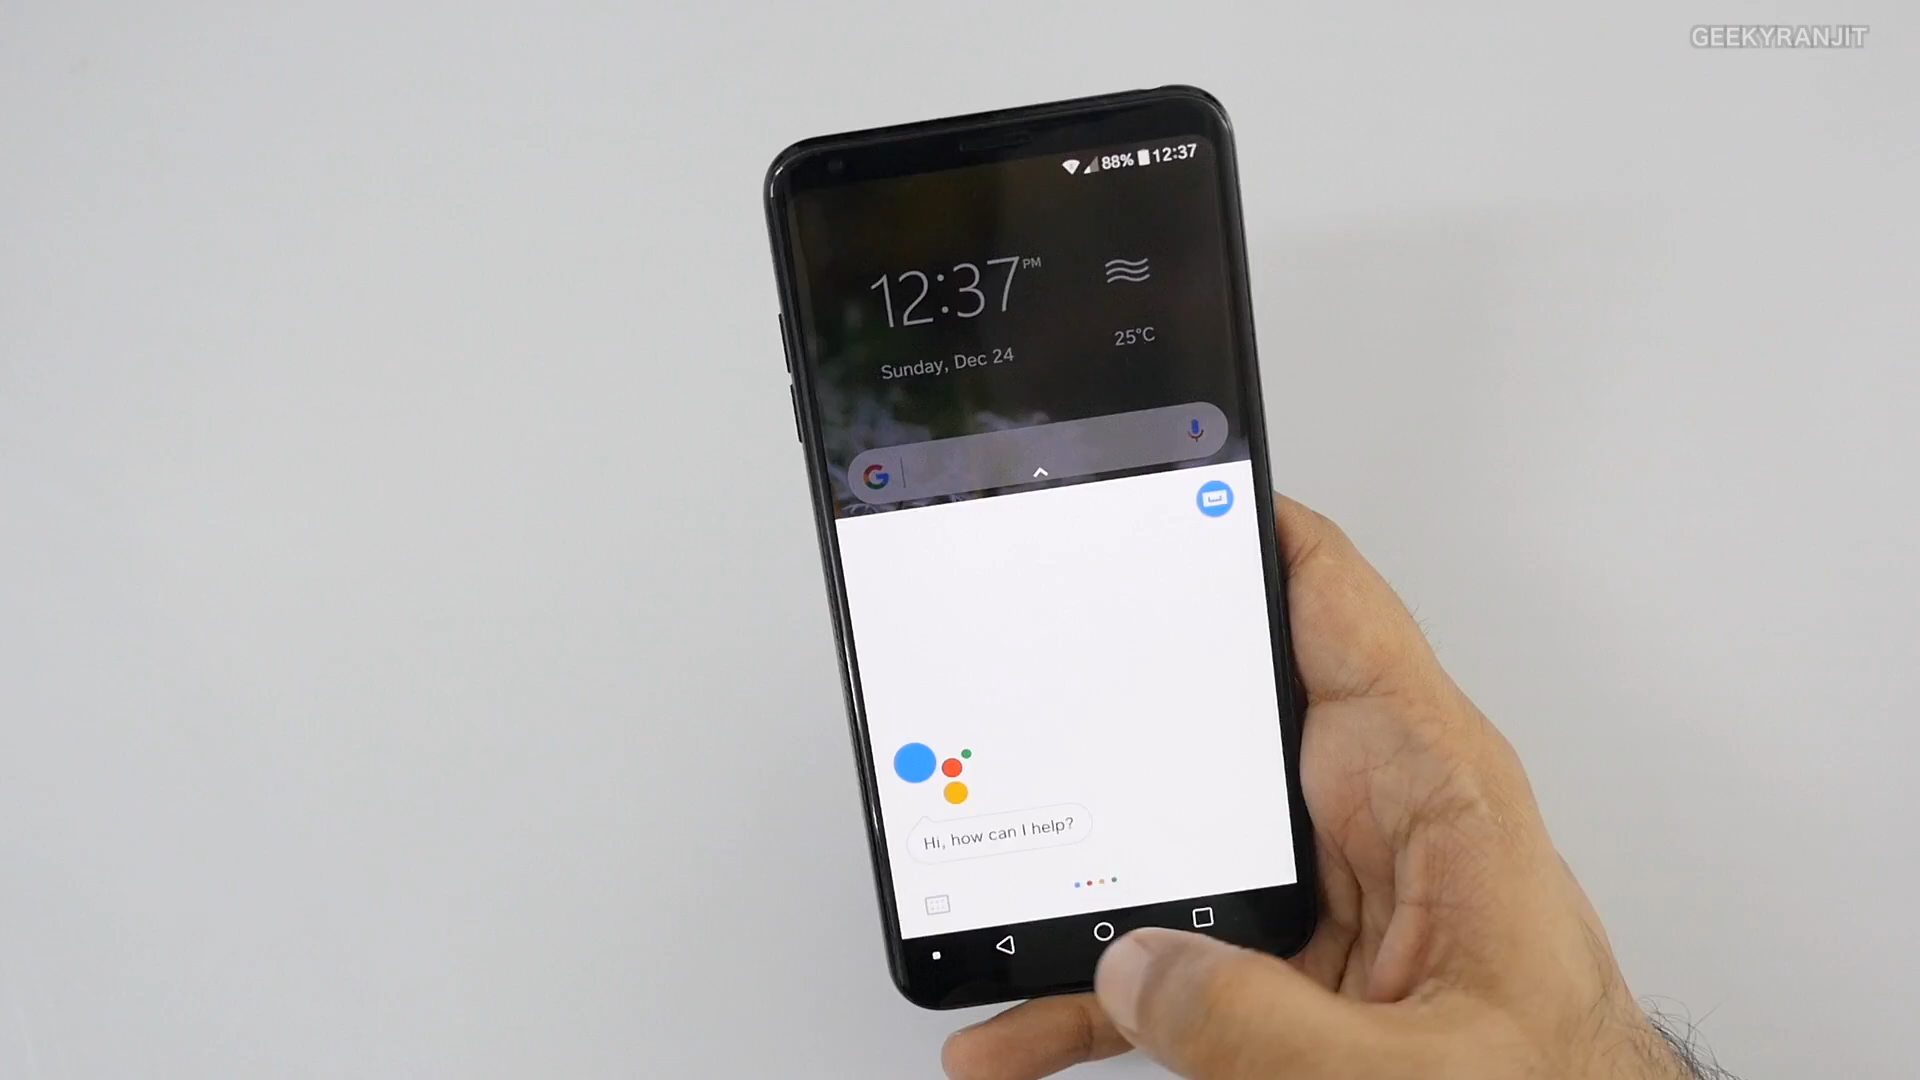 GEEKYRANJIT
88% 12:37
12:37 PM
25°C
Sunday, Dec 24
G
Hi, how can I help?